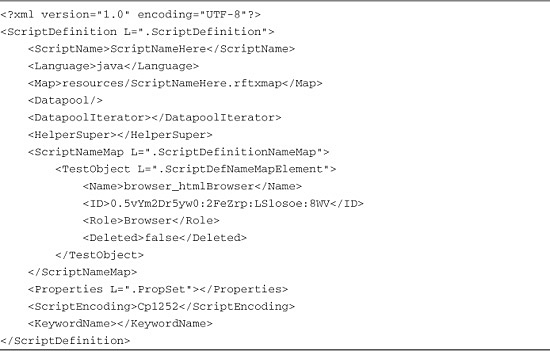 <?xml version="1.0" encoding="UTF-8"?>
<ScriptDefinition L=".ScriptDefinition">
    <ScriptName>ScriptNameHere</ScriptName>
    <Language>java</Language>
    <Map>resources/ScriptNameHere.rftxmap</Map>
    <Datapool/>
    <DatapoolIterator></DatapoolIterator>
    <HelperSuper></HelperSuper>
    <ScriptNameMap L=".ScriptDefinitionNameMap">
        <TestObject L=".ScriptDefNameMapElement">
            <Name>browser_htmlBrowser</Name>
            <ID>0.5vYm2Dr5yw0:2FeZrp:LSlosoe:8WV</ID>
            <Role>Browser</Role>
            <Deleted>false</Deleted>
        </TestObject>
    </ScriptNameMap>
    <Properties L=".PropSet"></Properties>
    <ScriptEncoding>Cp1252</ScriptEncoding>
    <KeywordName></KeywordName>
</ScriptDefinition>